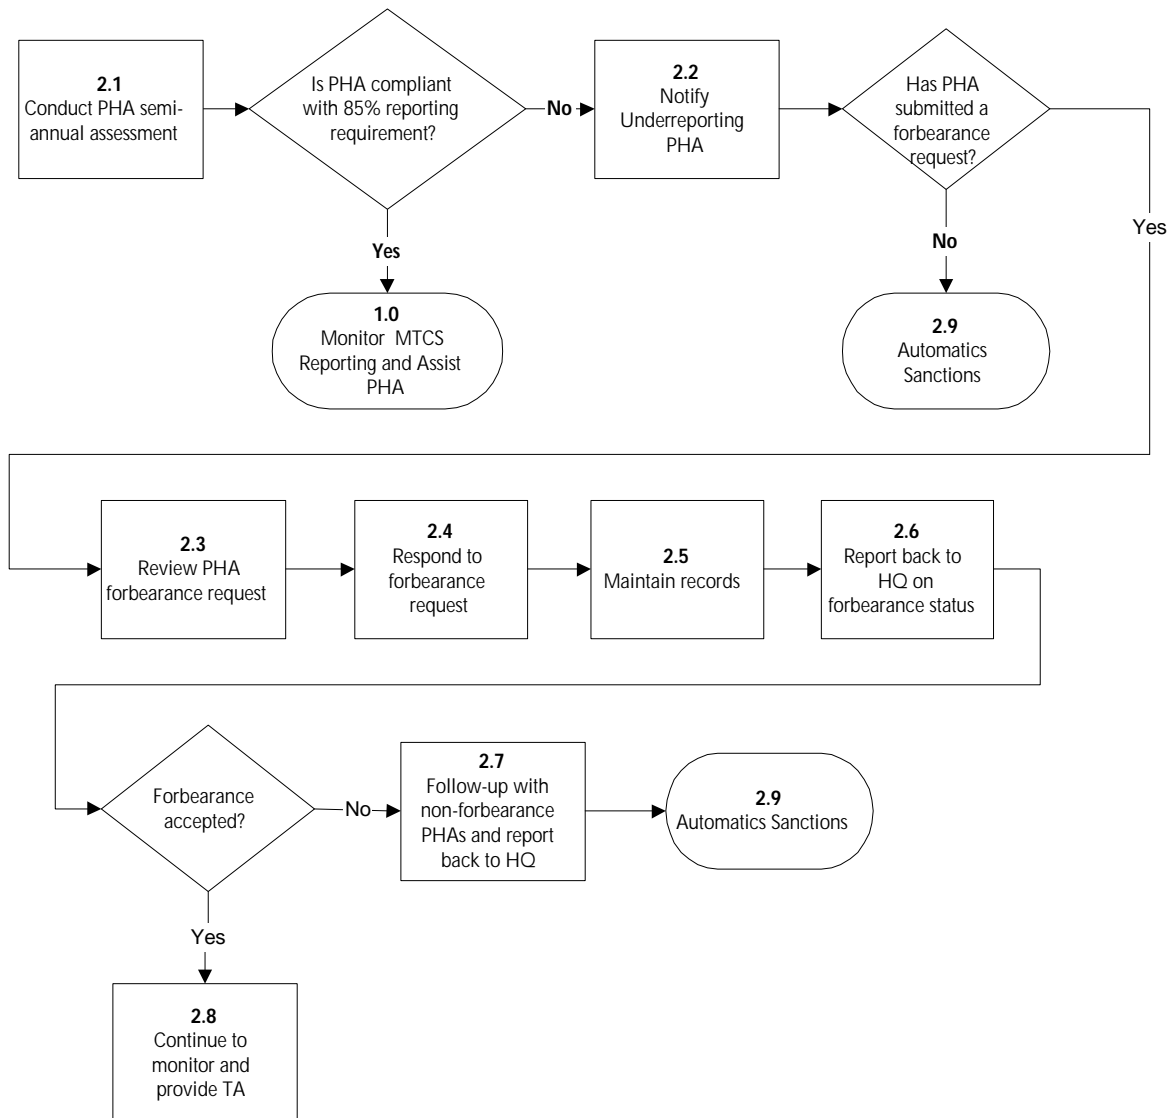 2.1
Conduct PHA semi-
annual assessment
Is PHA compliant
with 85% reporting
requirement?
No
2.2
Notify
Underreporting
PHA
Has PHA
submitted a
forbearance
request?
Yes
Yes
No
1.0
Monitor MTCS
Reporting and Assist
PHA
2.9
Automatics
Sanctions
2.3
Review PHA
forbearance request
2.4
Respond to
forbearance
request
2.5
Maintain records
2.6
Report back to
HQ on
forbearance status
Forbearance
accepted?
No
2.7
Follow-up with
non-forbearance
PHAs and report
back to HQ
2.9
Automatics Sanctions
Yes
2.8
Continue to
monitor and
provide TA